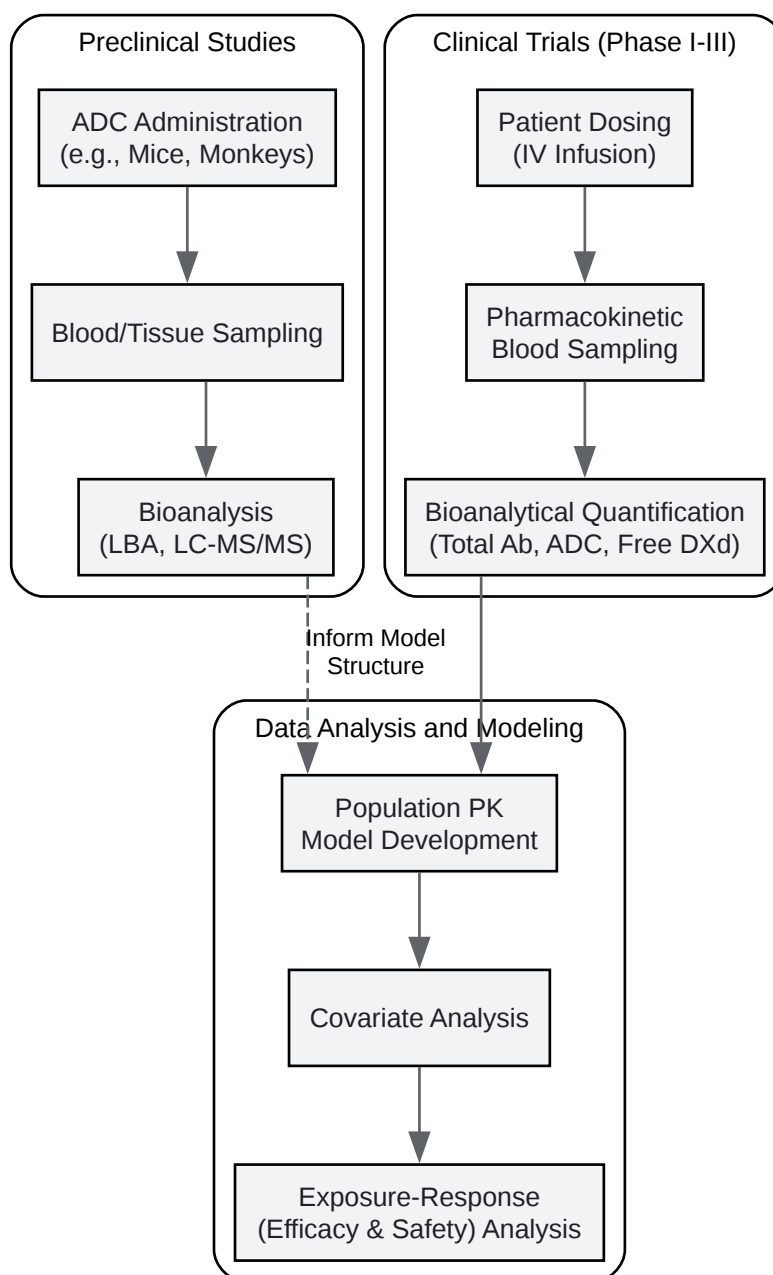 Preclinical Studies
ADC Administration
(e.g., Mice, Monkeys)
Blood/Tissue Sampling
Bioanalysis
(LBA, LC-MS/MS)
Clinical Trials (Phase I-III)
Patient Dosing
(IV Infusion)
Pharmacokinetic
Blood Sampling
Bioanalytical Quantification
(Total Ab, ADC, Free DXd)
Inform Model
Structure
Data Analysis and Modeling
Population PK
Model Development
Covariate Analysis
Exposure-Response
(Efficacy & Safety) Analysis